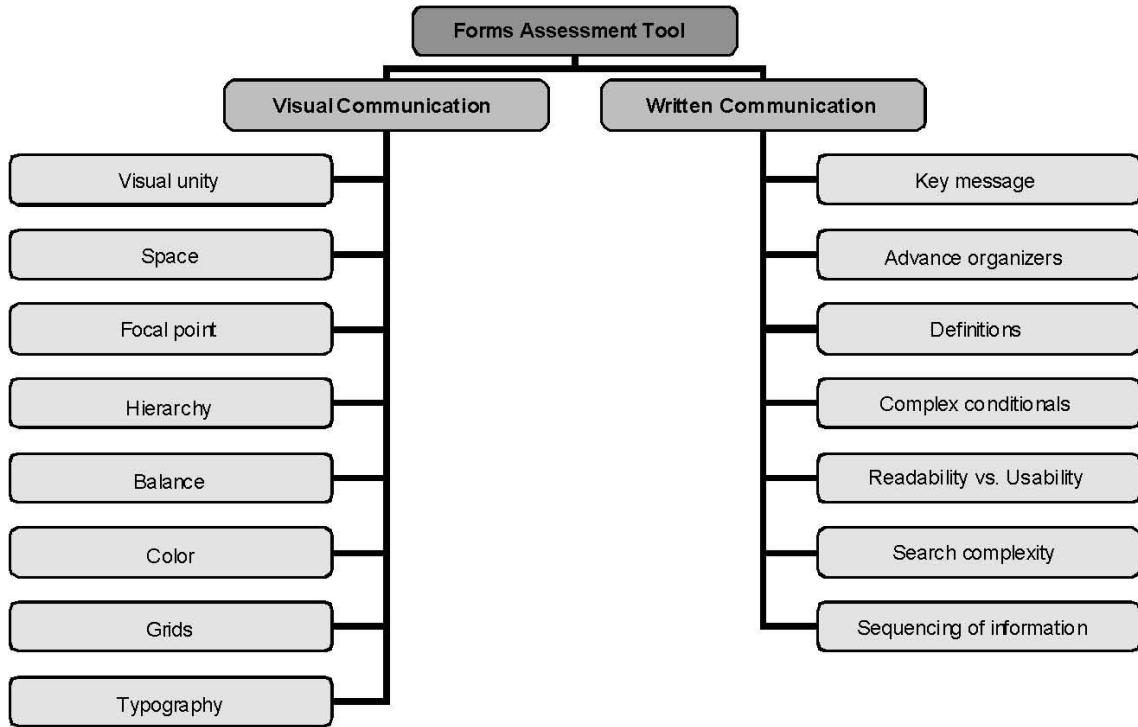 Forms Assessment Tool
Visual Communication
Written Communication
Visual unity
Space
Focal point
Hierarchy
Balance
Color
Grids
Typography
Key message
Advance organizers
Definitions
Complex conditionals
Readability vs. Usability
Search complexity
Sequencing of information